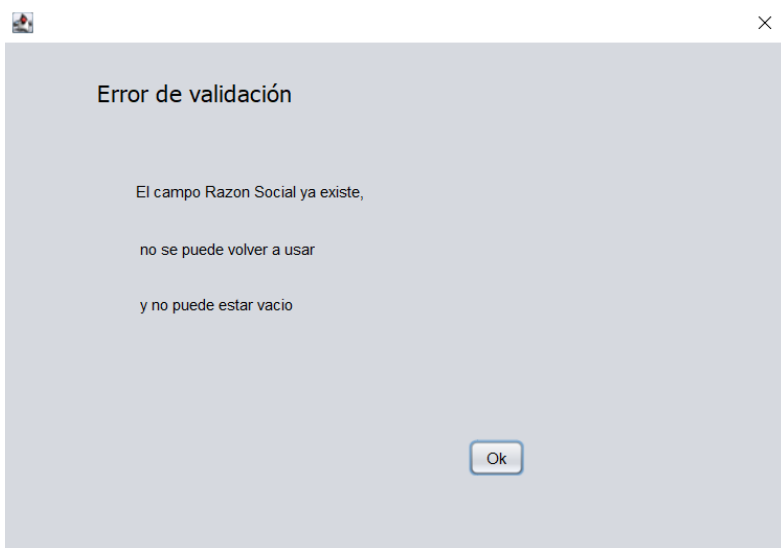 Error de validación
El campo Razon Social ya existe,
no se puede volver a usar
y no puede estar vacio
Ok